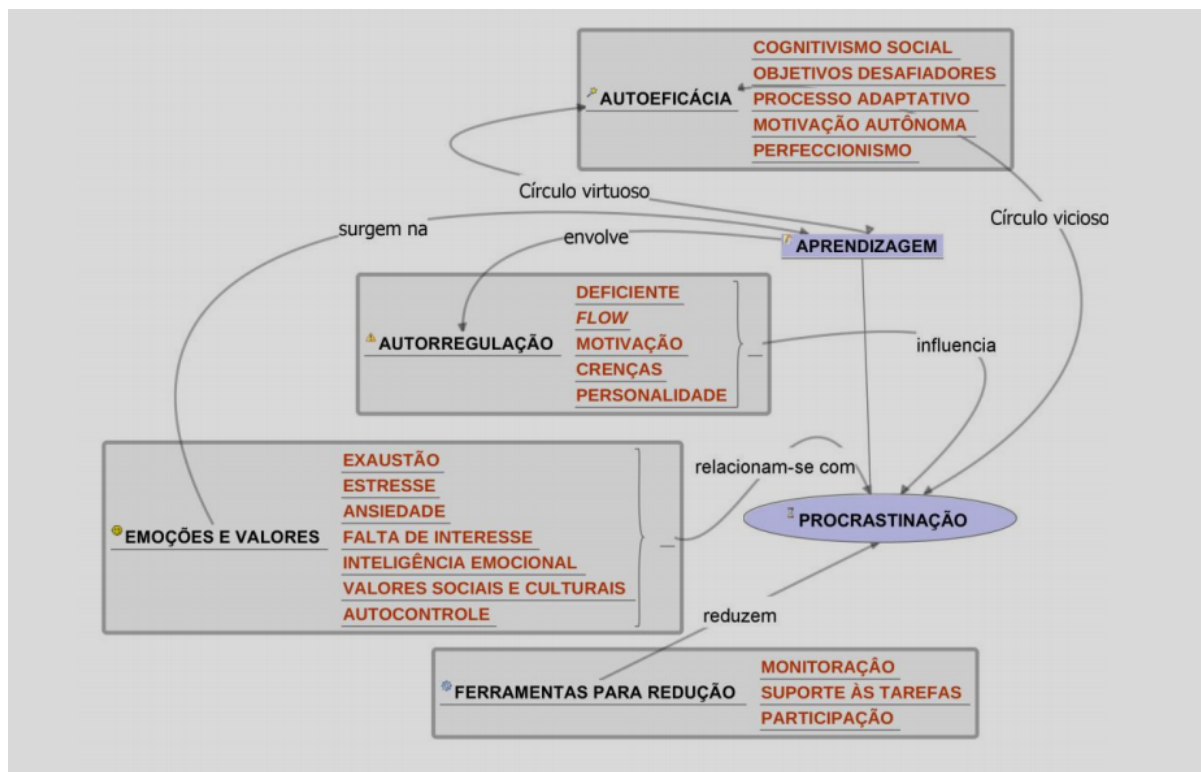 COGNITIVISMO SOCIAL
OBJETIVOS DESAFIADORES
AUTOEFICÁCIA
PROCESSO ADAPTATIVO
MOTIVAÇÃO AUTÔNOMA
PERFECCIONISMO
Círculo virtuoso
Círculo vicioso
surgem na
envolve
APRENDIZAGEM
DEFICIENTE
FLOW
AUTORREGULAÇÃO
MOTIVAÇÃO
CRENÇAS
PERSONALIDADE
influencia
EXAUSTÃO
ESTRESSE
ANSIEDADE
EMOÇÕES E VALORES
FALTA DE INTERESSE
INTELIGÊNCIA EMOCIONAL
VALORES SOCIAIS E CULTURAIS
AUTOCONTROLE
relacionam-se com
PROCRASTINAÇÃO
reduzem
FERRAMENTAS PARA REDUÇÃO
MONITORAÇÂO
SUPORTE ÀS TAREFAS
PARTICIPAÇÃO